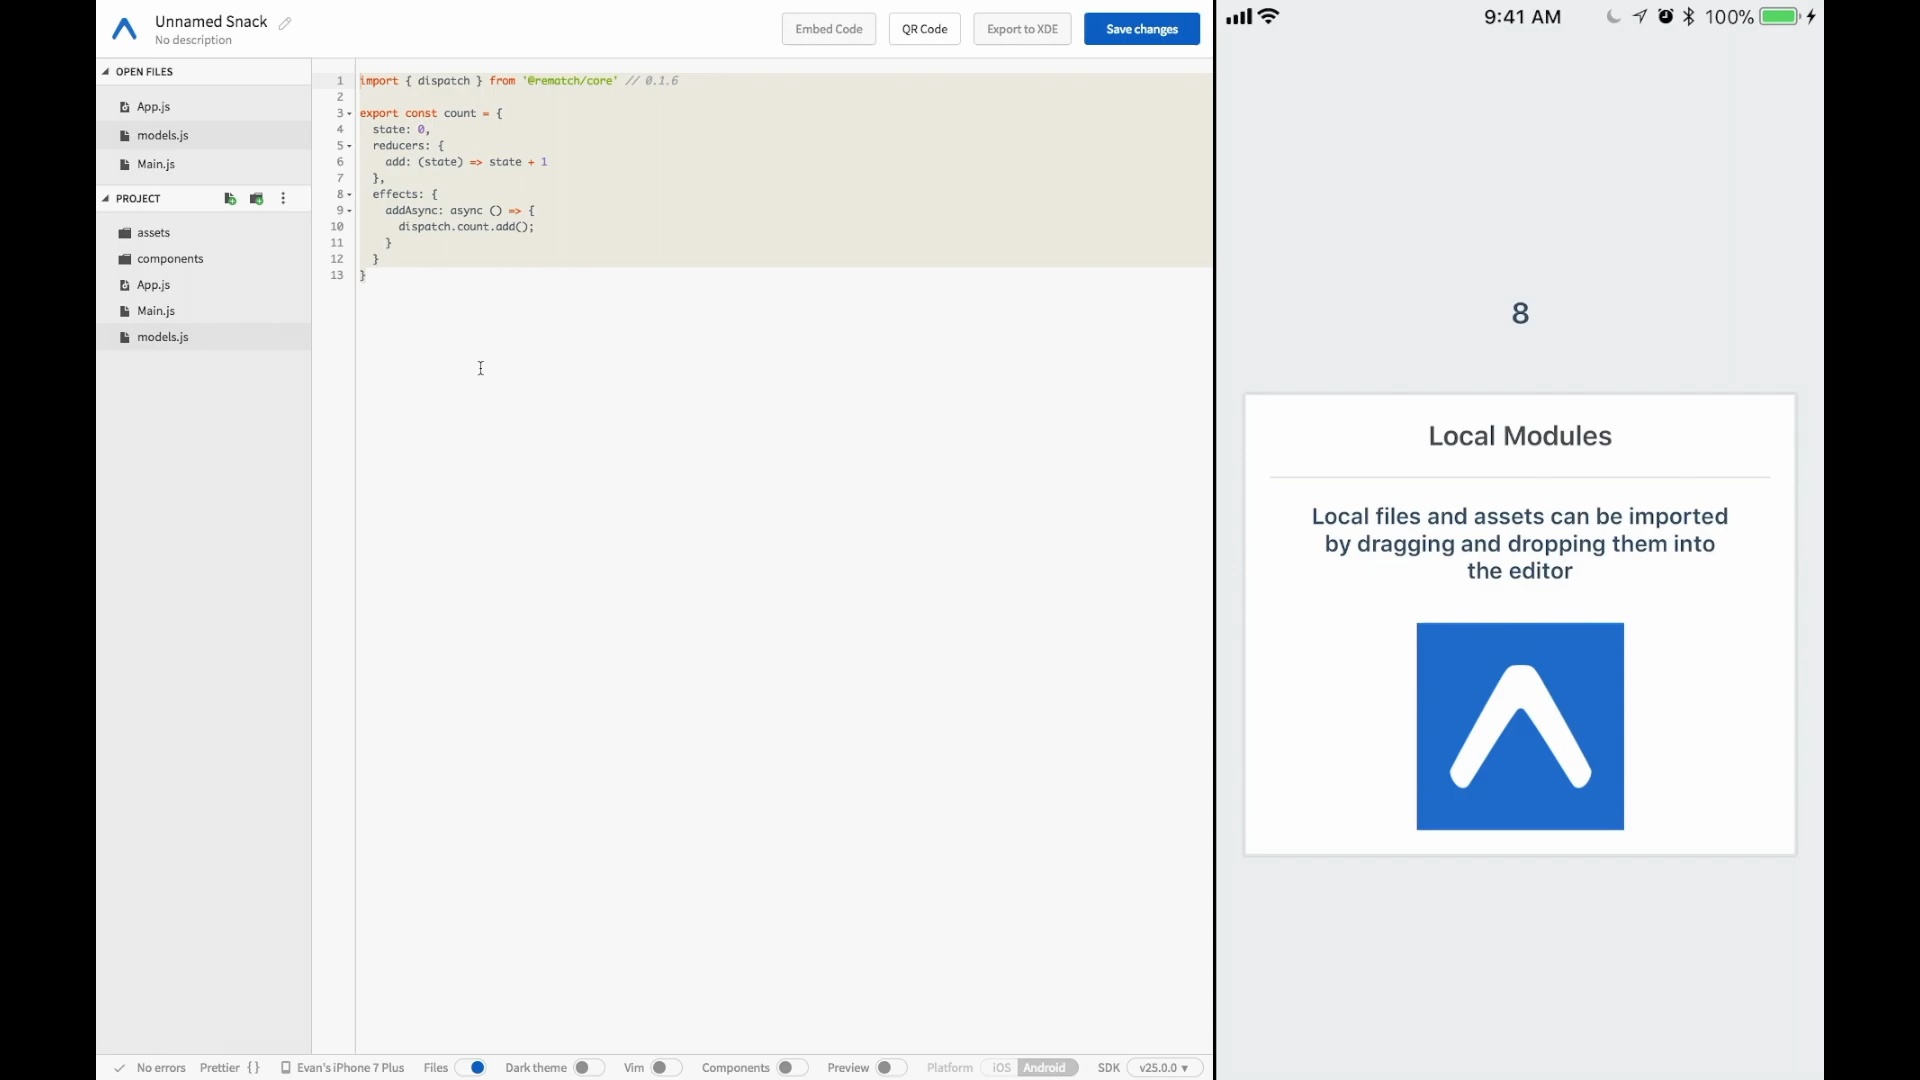 Unnamed Snack
No description
Embed Code
QR Code
Export to XDE
Save changes
OPEN FILES
App.js
models.js
Main.js
PROJECT
assets
components
App.js
Main.js
models.js
1 import { dispatch } from '@rematch/core' // 0.1.6
2
3 export const count = {
4 state: 0,
5 reducers: {
6 add: (state) => state + 1
7 },
8 effects: {
9 addAsync: async () => {
10 dispatch.count.add();
11 }
12 }
13 }
No errors
Prettier {}
Evan's iPhone 7 Plus
Files
Dark theme
Vim
Components
Preview
Platform
iOS
Android
SDK
v25.0.0 ▾
9:41 AM
100%
8
Local Modules
Local files and assets can be imported
by dragging and dropping them into
the editor